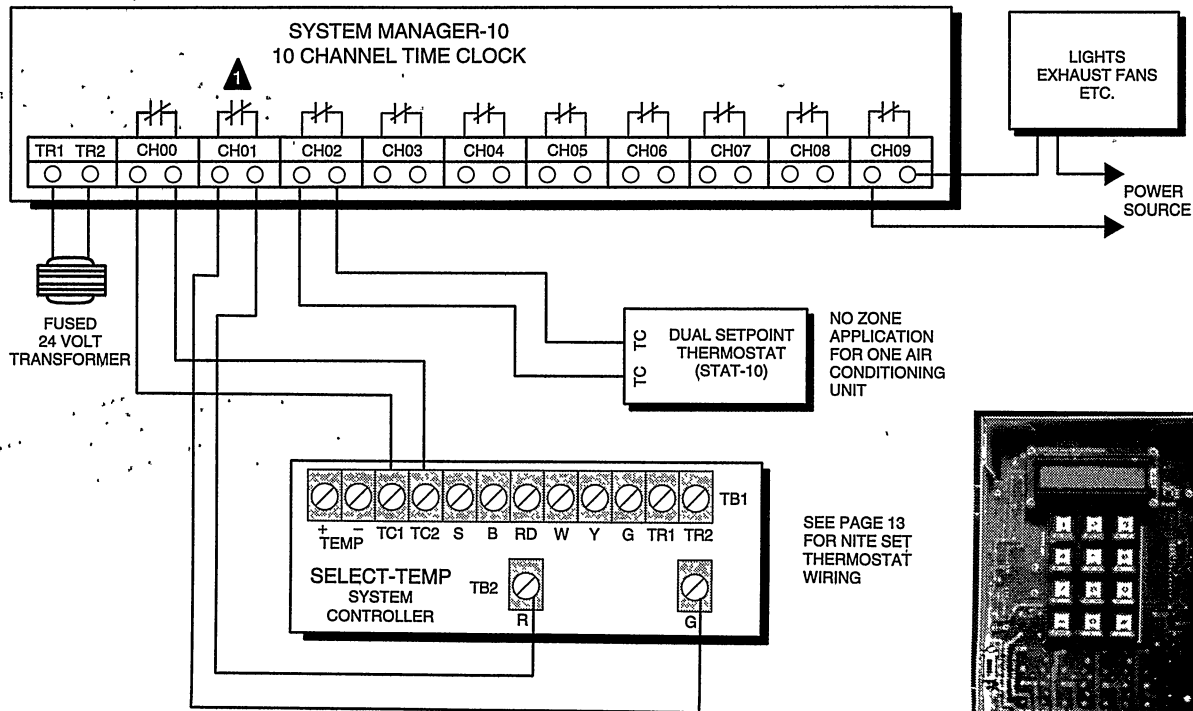 SYSTEM MANAGER-10
10 CHANNEL TIME CLOCK
1
TR1 TR2 CH00 CH01 CH02 CH03 CH04 CH05 CH06 CH07 CH08 CH09
LIGHTS
EXHAUST FANS
ETC.
POWER
SOURCE
FUSED
24 VOLT
TRANSFORMER
TC
TC
DUAL SETPOINT
THERMOSTAT
(STAT-10)
NO ZONE
APPLICATION
FOR ONE AIR
CONDITIONING
UNIT
TB1
+ − TC1 TC2 S B RD W Y G TR1 TR2
TEMP
SELECT-TEMP
SYSTEM
CONTROLLER
TB2
R
G
SEE PAGE 13
FOR NITE SET
THERMOSTAT
WIRING